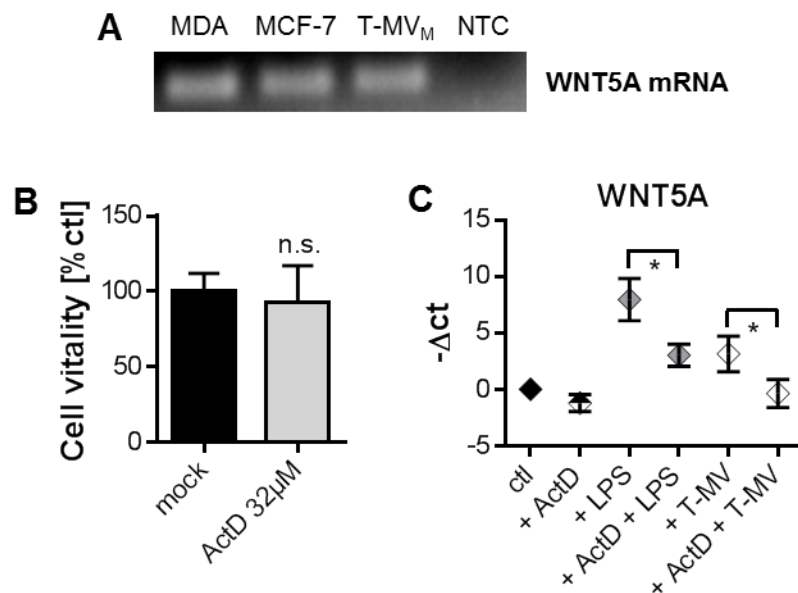 A
MDA MCF-7 T-MVM NTC
WNT5A mRNA
B
Cell vitality [% ctl]
150
100
50
0
n.s.
mock
ActD 32µM
C
WNT5A
-Δct
15
10
5
0
-5
*
*
ctl
+ ActD
+ LPS
+ ActD + LPS
+ T-MV
+ ActD + T-MV